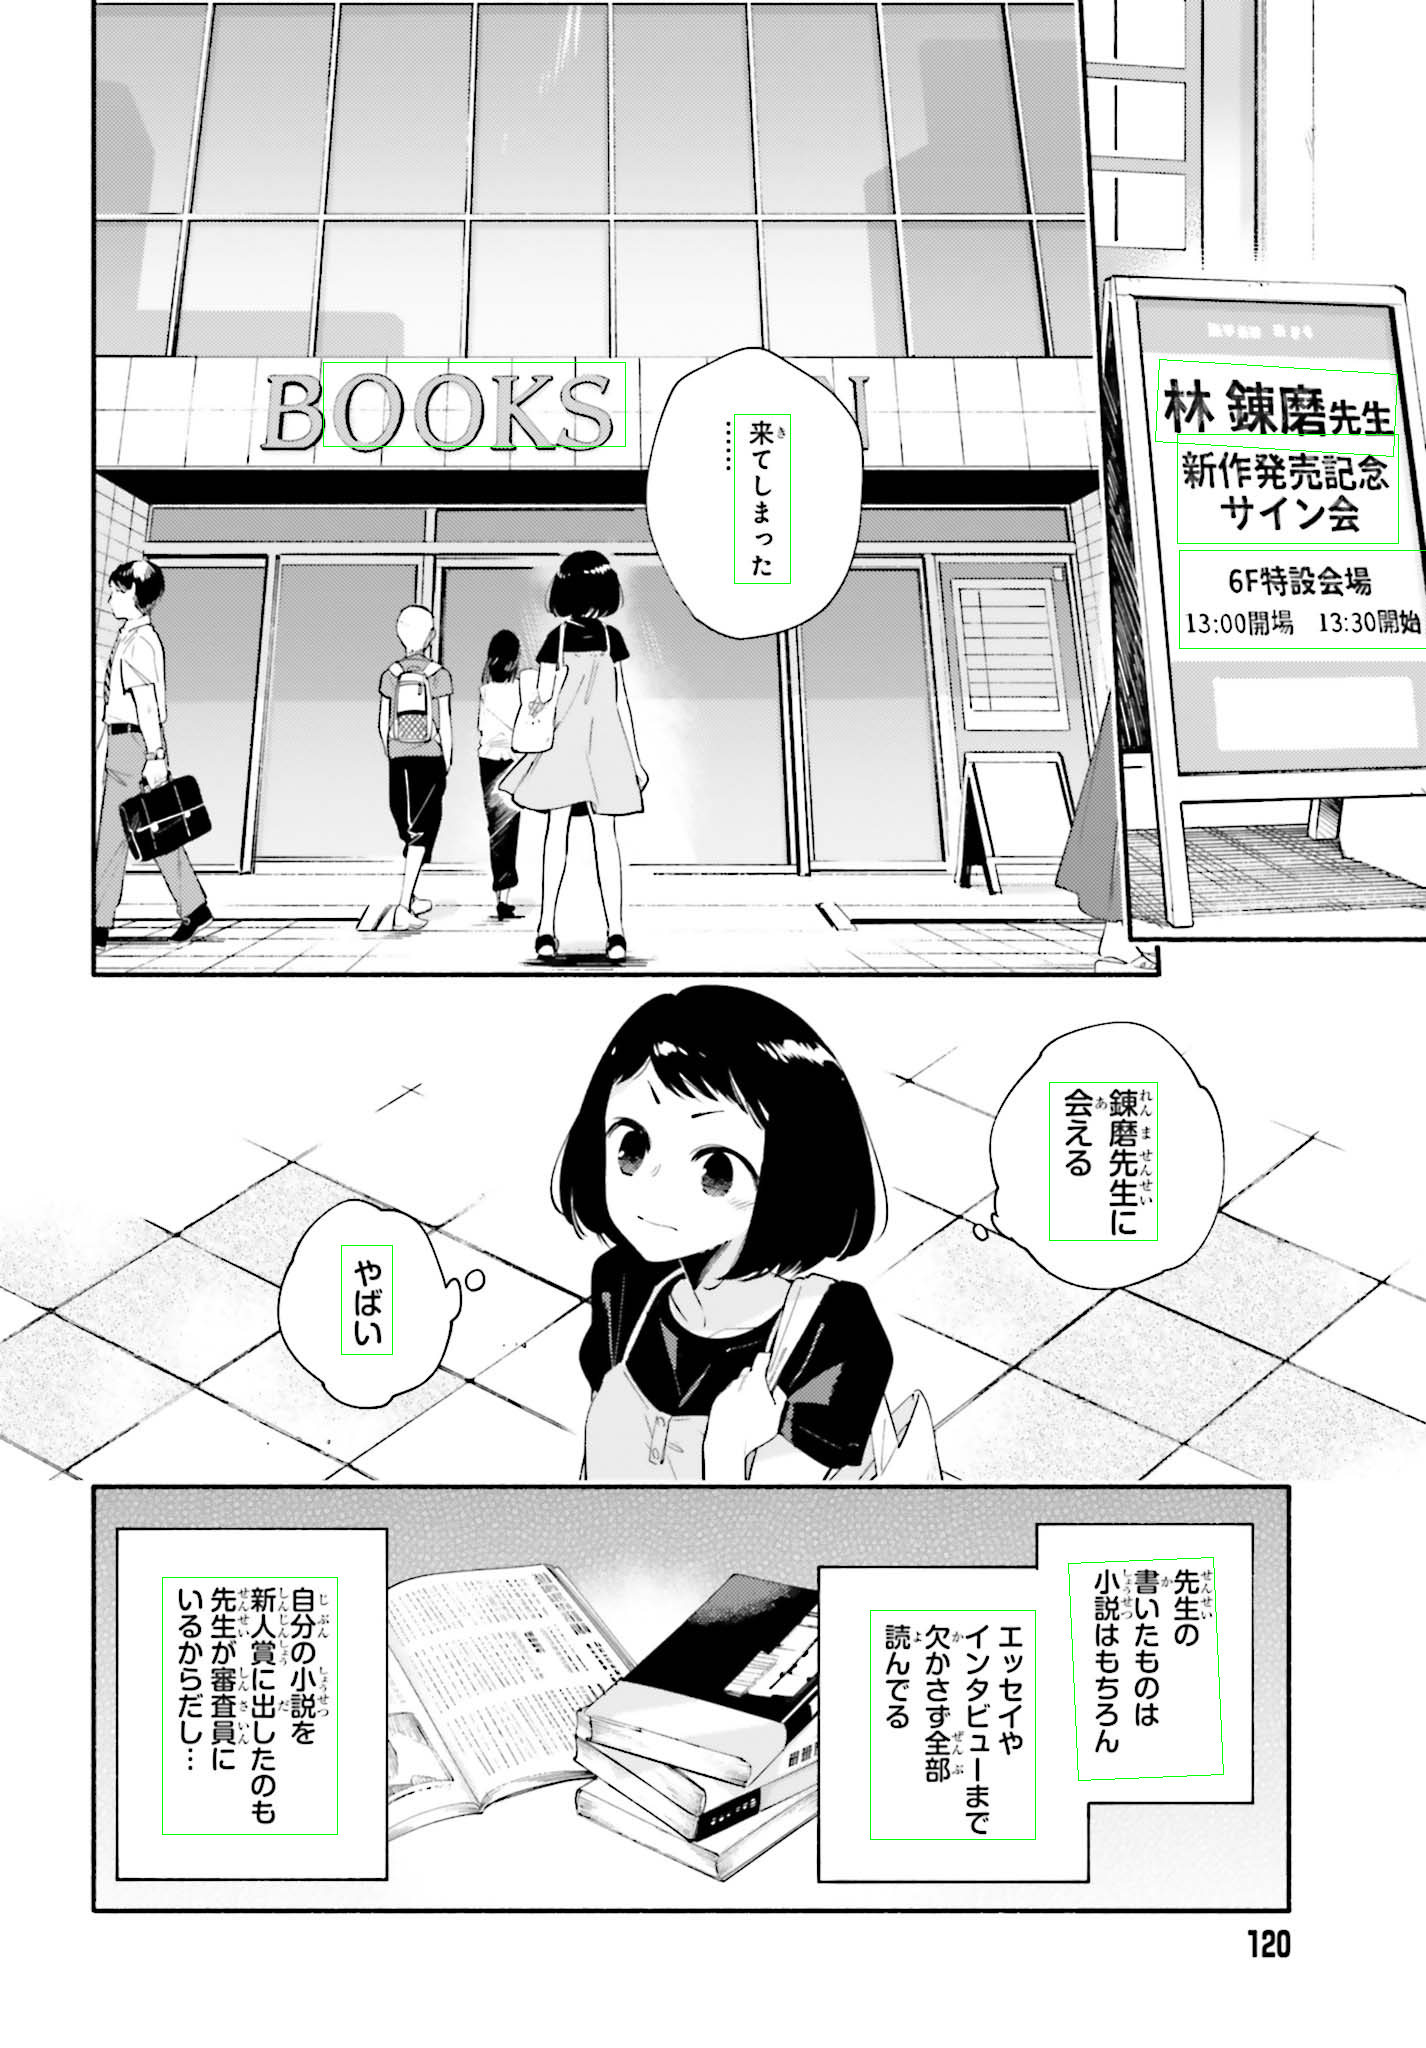 林 錬磨先生
新作発売記念
サイン会
6F特設会場
13:00開場 13:30開始
BOOKS
来てしまった
……
錬磨先生に
会える
やばい
先生の
書いたものは
小説はもちろん
エッセイや
インタビューまで
欠かさず全部
読んでる
自分の小説を
新人賞に出したのも
先生が審査員に
いるからだし…
120